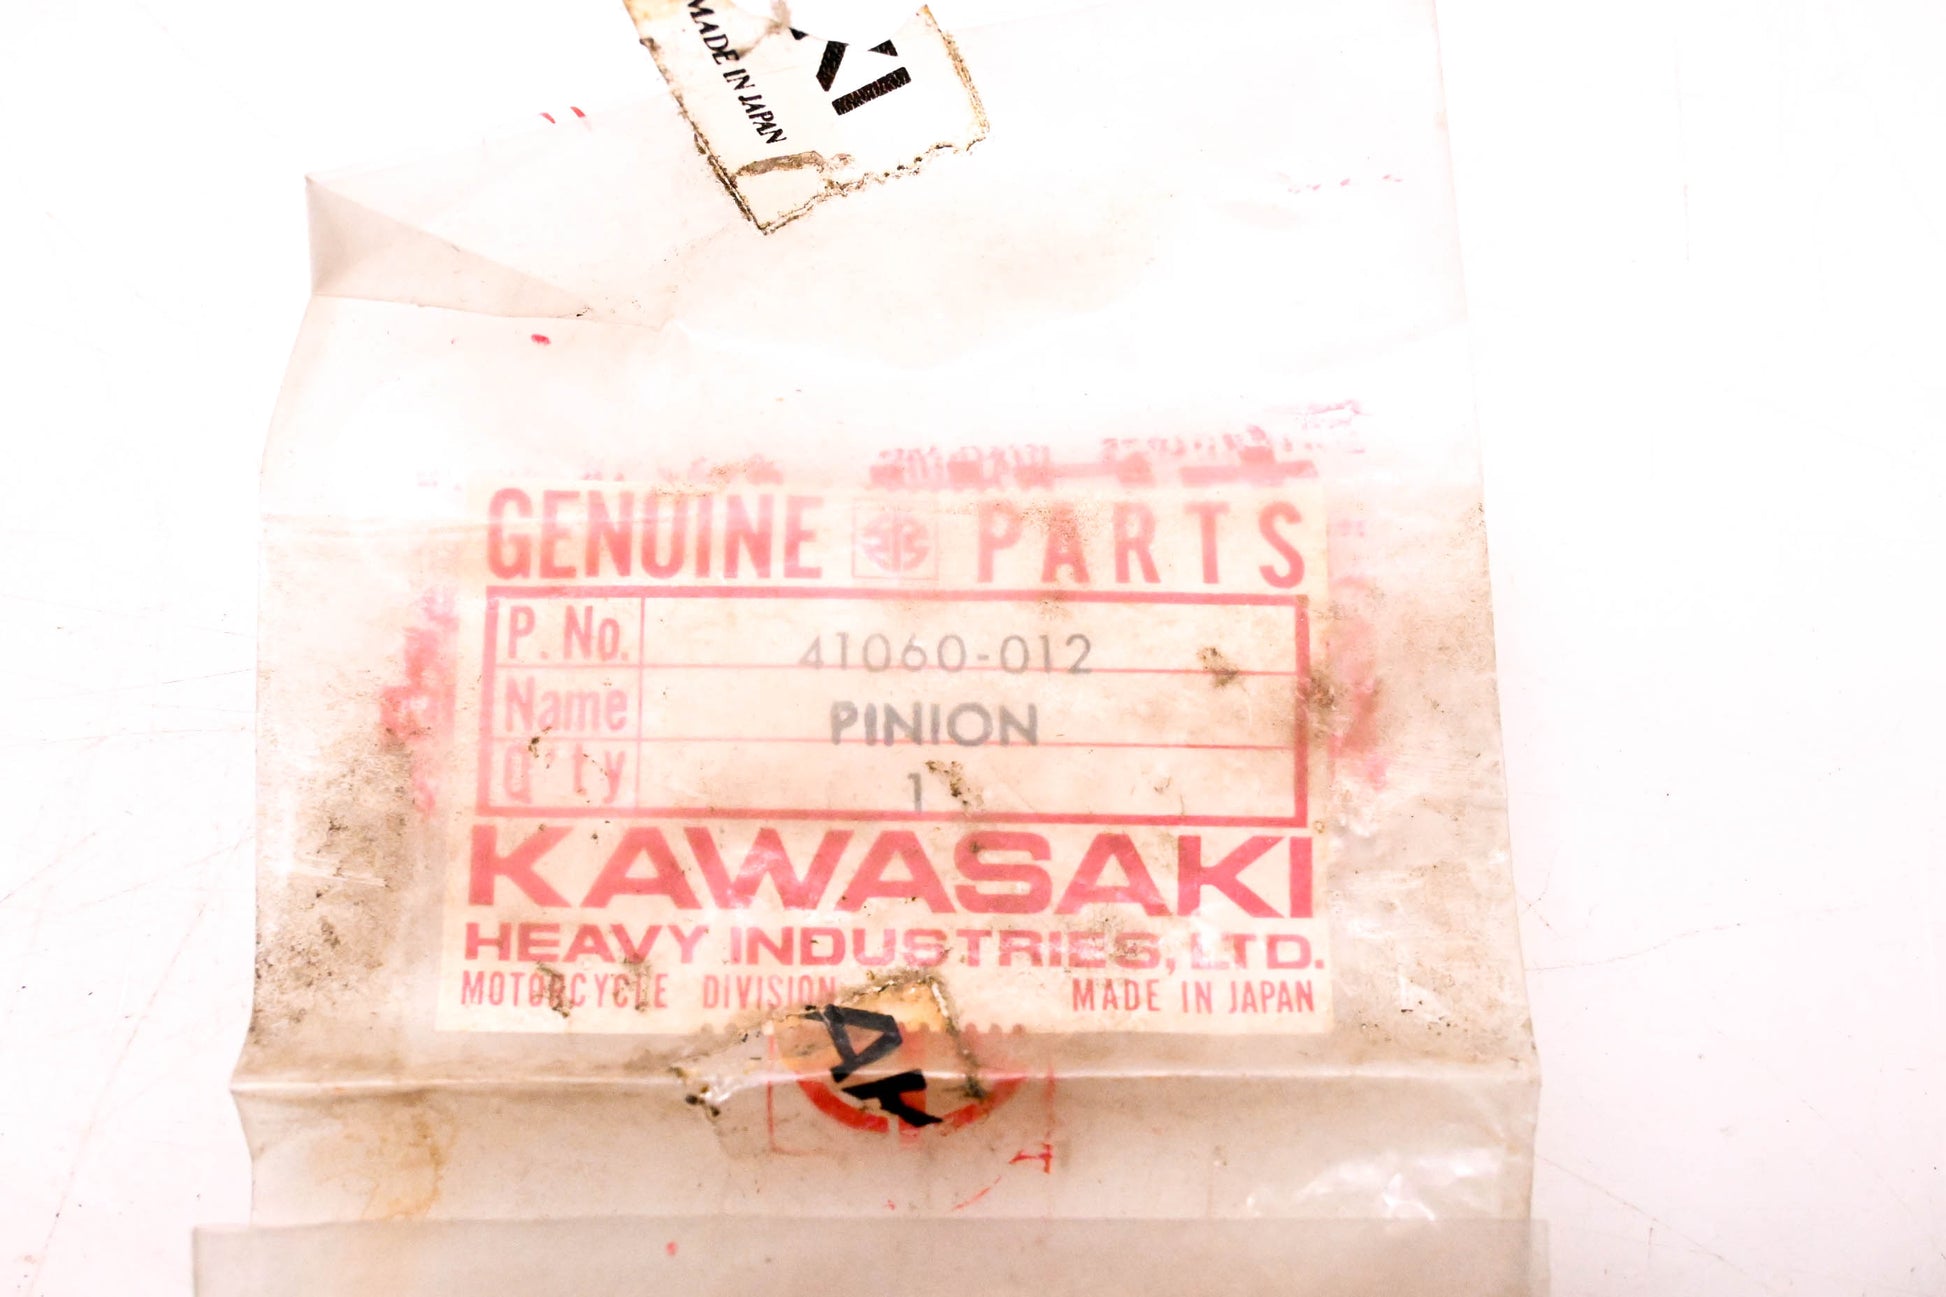 KI
MADE IN JAPAN
GENUINE PARTS
P. No. 41060-012
Name PINION
Q'ty 1
KAWASAKI
HEAVY INDUSTRIES, LTD.
MOTORCYCLE DIVISION MADE IN JAPAN